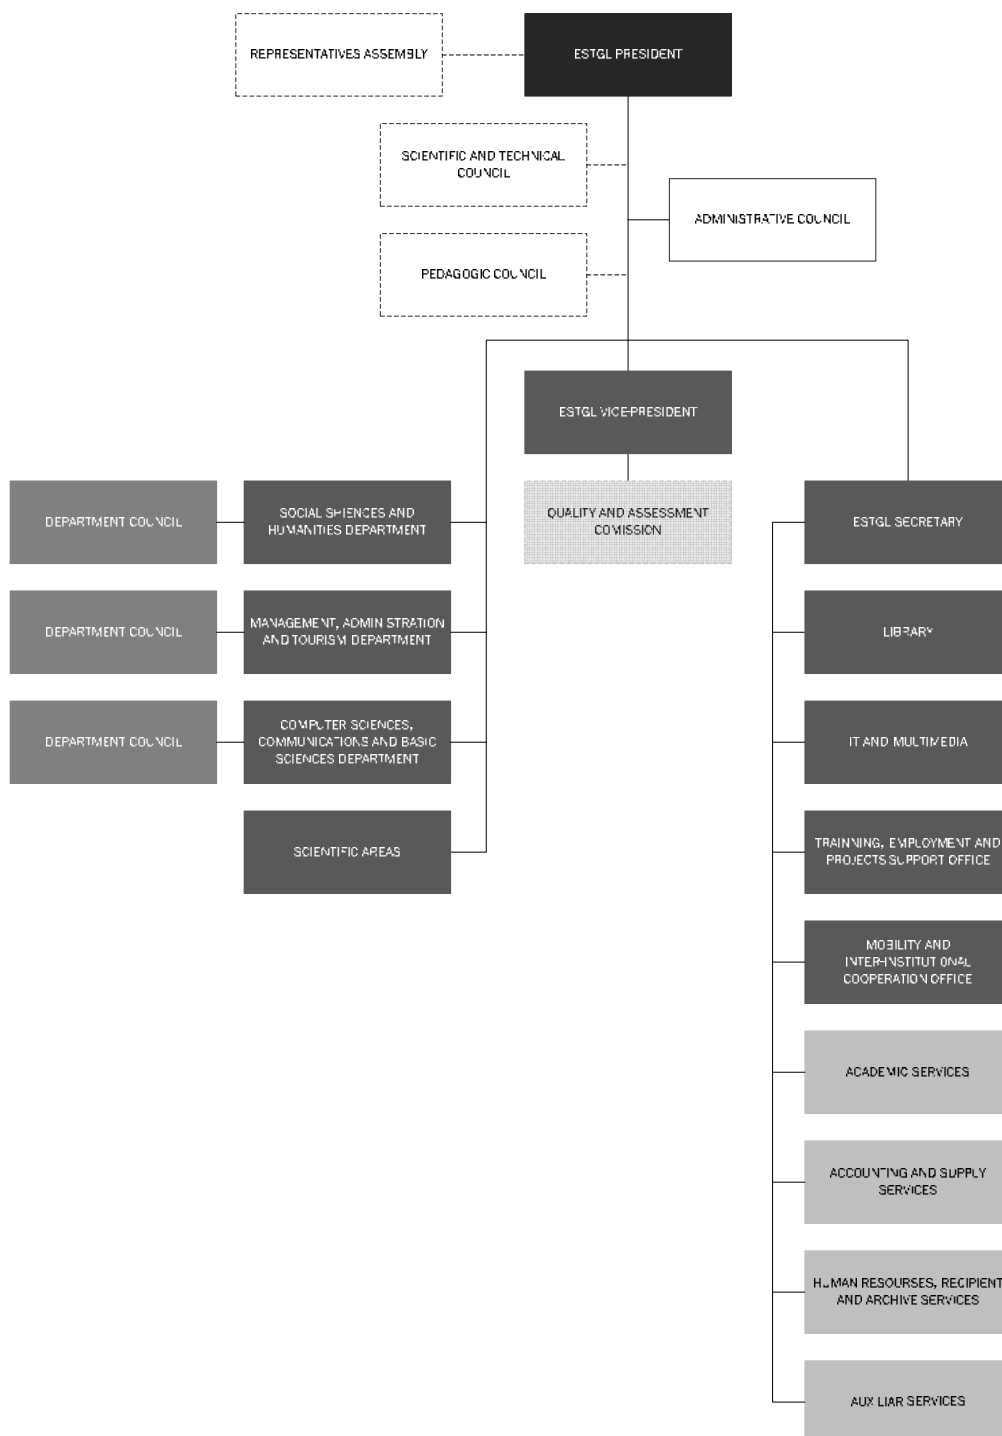 REPRESENTATIVES ASSEMBLY
ESTGL PRESIDENT
SCIENTIFIC AND TECHNICAL
COUNCIL
ADMINISTRATIVE COUNCIL
PEDAGOGIC COUNCIL
ESTGL VICE-PRESIDENT
DEPARTMENT COUNCIL
SOCIAL SHENCES AND
HUMANITIES DEPARTMENT
QUALITY AND ASSESSMENT
COMISSION
ESTGL SECRETARY
DEPARTMENT COUNCIL
MANAGEMENT, ADMINISTRATION
AND TOURISM DEPARTMENT
LIBRARY
DEPARTMENT COUNCIL
COMPUTER SCIENCES,
COMMUNICATIONS AND BASIC
SCIENCES DEPARTMENT
IT AND MULTIMEDIA
SCIENTIFIC AREAS
TRAINNING, EMPLOYMENT AND
PROJECTS SUPPORT OFFICE
MOBILITY AND
INTER-INSTITUTIONAL
COOPERATION OFFICE
ACADEMIC SERVICES
ACCOUNTING AND SUPPLY
SERVICES
HUMAN RESOURSES, RECIPIENT
AND ARCHIVE SERVICES
AUXILIAR SERVICES